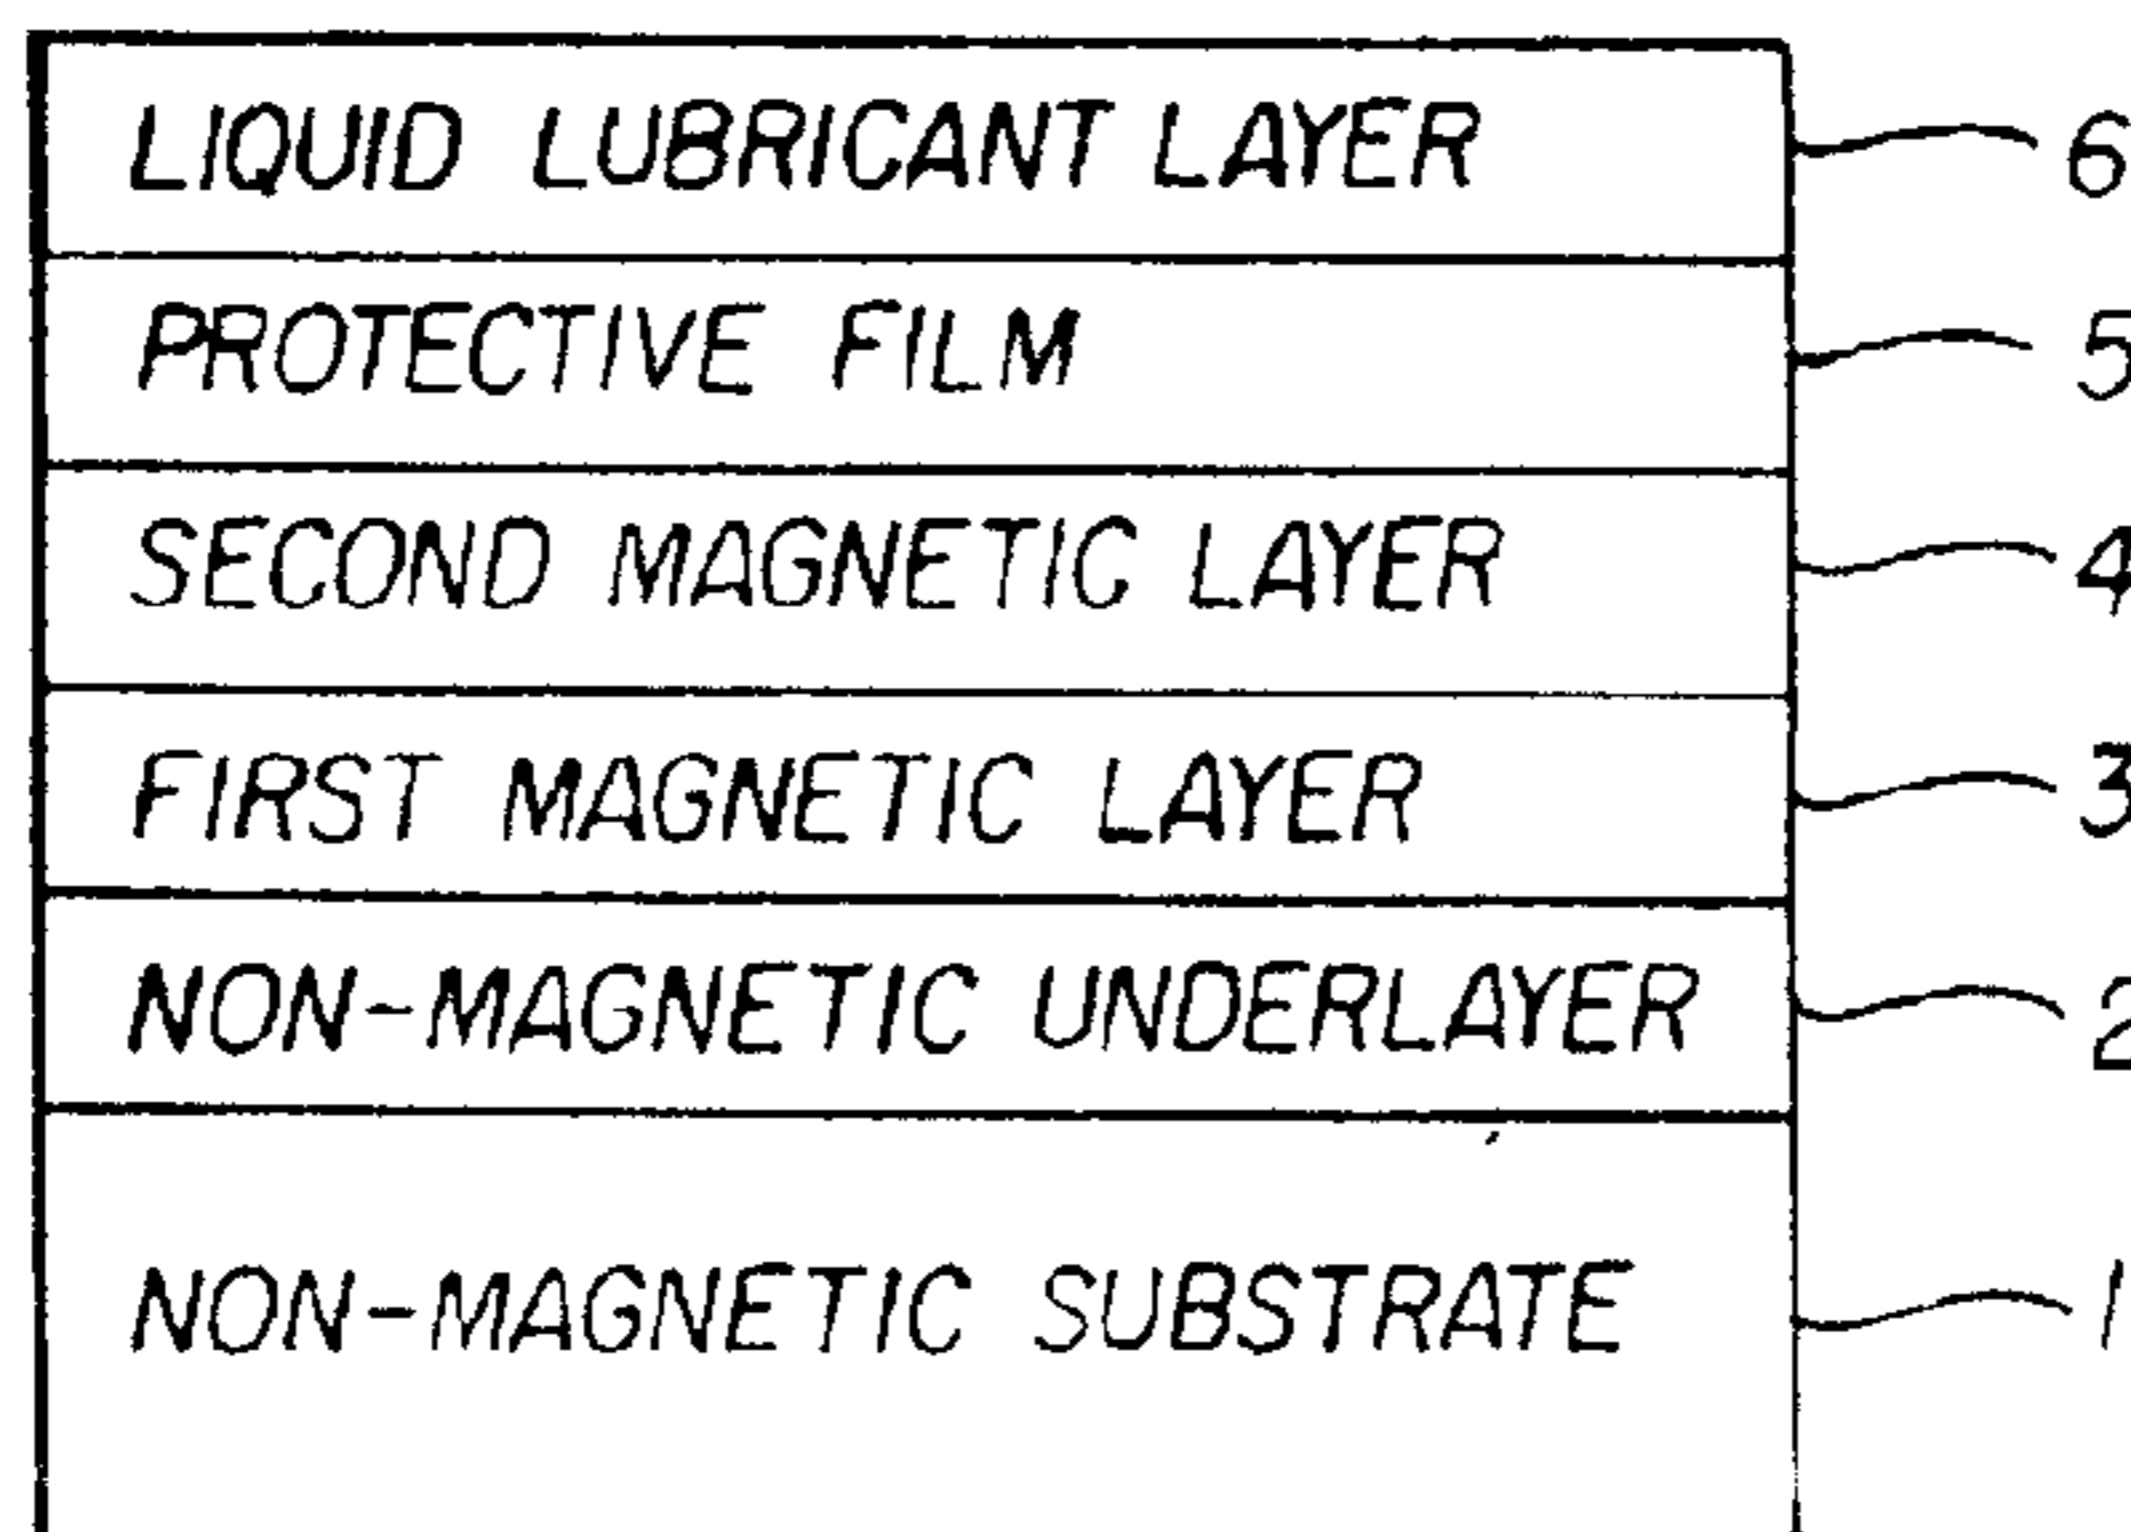 LIQUID LUBRICANT LAYER 6
PROTECTIVE FILM 5
SECOND MAGNETIC LAYER 4
FIRST MAGNETIC LAYER 3
NON-MAGNETIC UNDERLAYER 2
NON-MAGNETIC SUBSTRATE 1